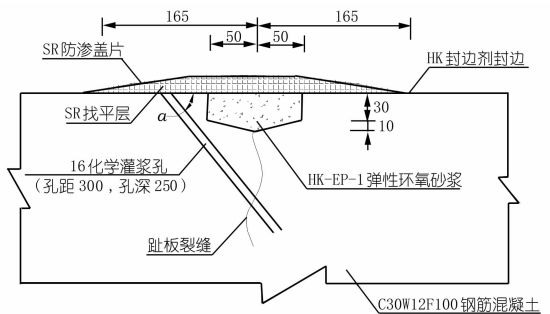 165
165
50
50
SR防渗盖片
HK封边剂封边
SR找平层
a
30
10
16化学灌浆孔
(孔距300，孔深250)
HK-EP-1弹性环氧砂浆
趾板裂缝
C30W12F100钢筋混凝土